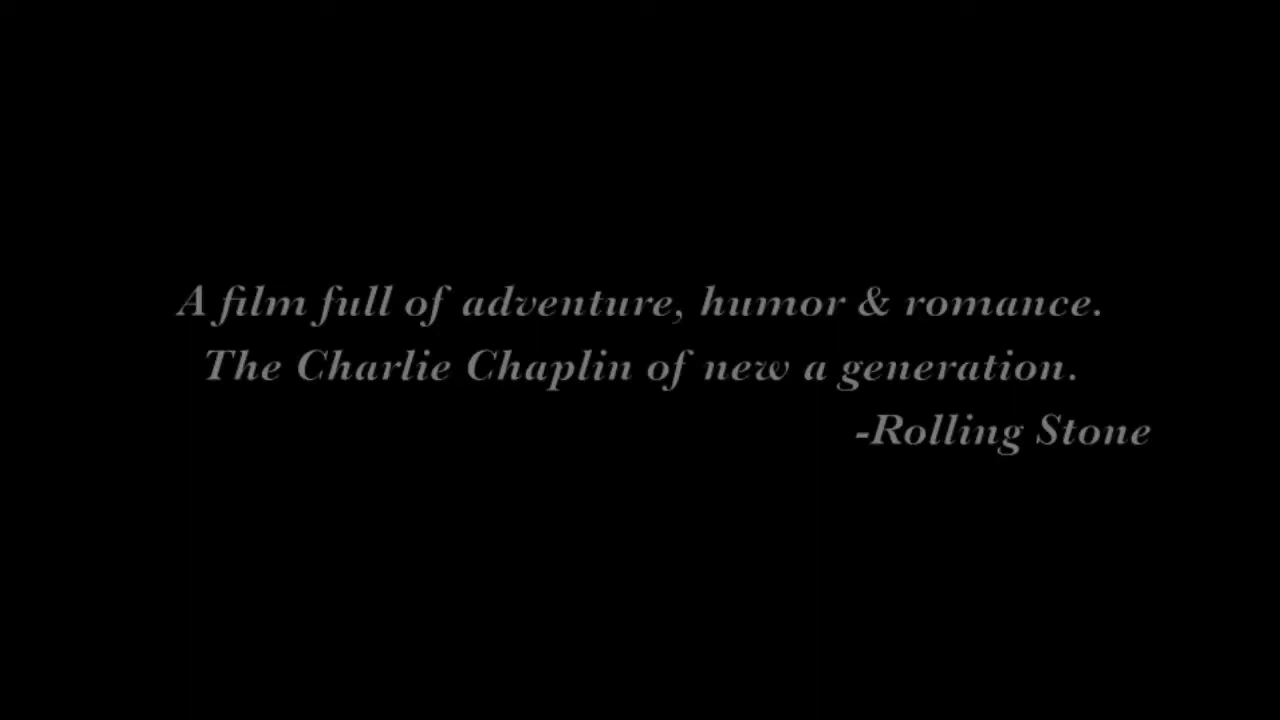 A film full of adventure, humor & romance.
The Charlie Chaplin of new a generation.
-Rolling Stone